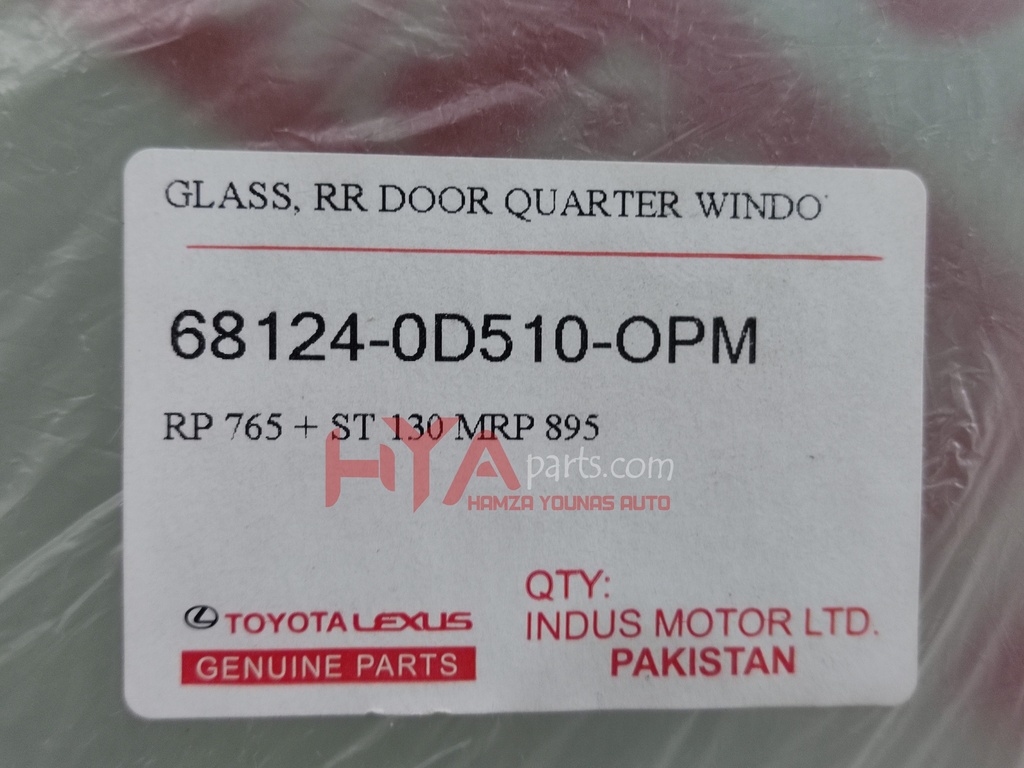 GLASS, RR DOOR QUARTER WINDO
68124-0D510-OPM
RP 765 + ST 130 MRP 895
HYAparts.com
HAMZA YOUNAS AUTO
TOYOTA LEXUS
GENUINE PARTS
QTY:
INDUS MOTOR LTD.
PAKISTAN